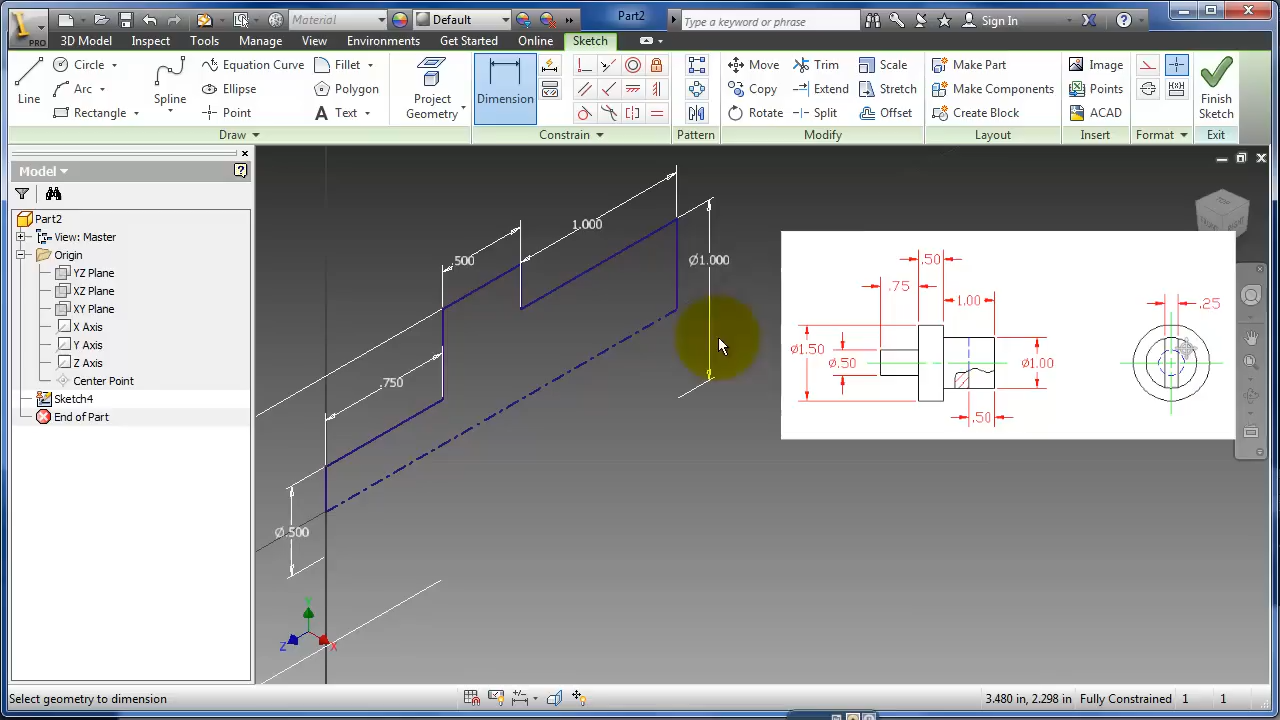 Material
Default
Part2
Type a keyword or phrase
Sign In
PRO
3D Model
Inspect
Tools
Manage
View
Environments
Get Started
Online
Sketch
Line
Circle
Arc
Rectangle
Spline
Equation Curve
Ellipse
Point
Fillet
Polygon
Text
Project Geometry
Dimension
Move
Copy
Rotate
Trim
Extend
Split
Scale
Stretch
Offset
Make Part
Make Components
Create Block
Image
Points
ACAD
Finish Sketch
Draw
Constrain
Pattern
Modify
Layout
Insert
Format
Exit
Model
Part2
View: Master
Origin
YZ Plane
XZ Plane
XY Plane
X Axis
Y Axis
Z Axis
Center Point
Sketch4
End of Part
1.000
.500
Ø1.000
.750
Ø.500
Y
Z
X
TOP
.50
.75
1.00
.25
Ø1.50
Ø.50
Ø1.00
.50
Select geometry to dimension
3.480 in, 2.298 in
Fully Constrained
1
1